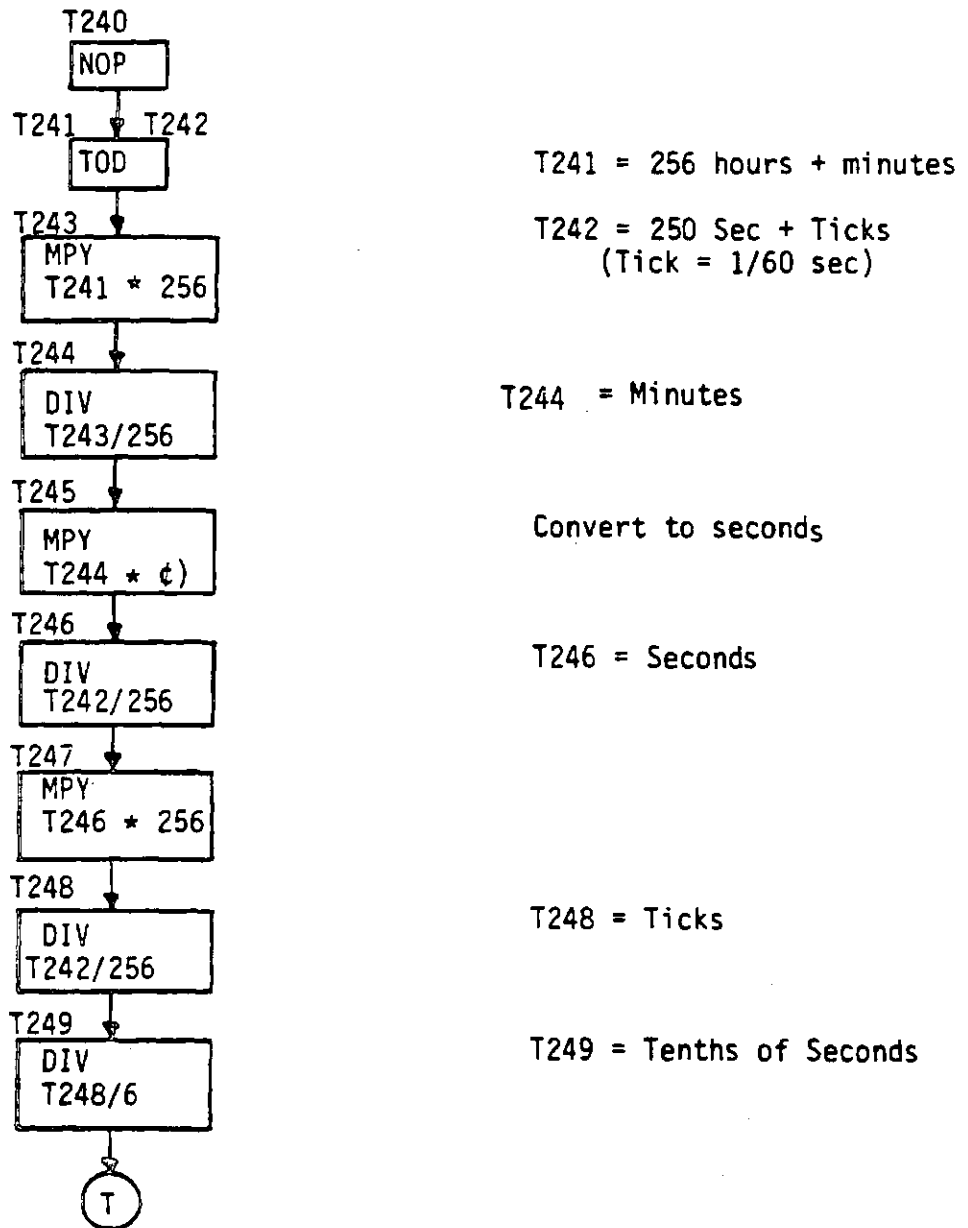 T240
NOP
T241 T242
TOD
T241 = 256 hours + minutes
T243
MPY
T241 * 256
T242 = 250 Sec + Ticks
(Tick = 1/60 sec)
T244
DIV
T243/256
T244 = Minutes
T245
MPY
T244 * ¢)
Convert to seconds
T246
DIV
T242/256
T246 = Seconds
T247
MPY
T246 * 256
T248
DIV
T242/256
T248 = Ticks
T249
DIV
T248/6
T249 = Tenths of Seconds
T